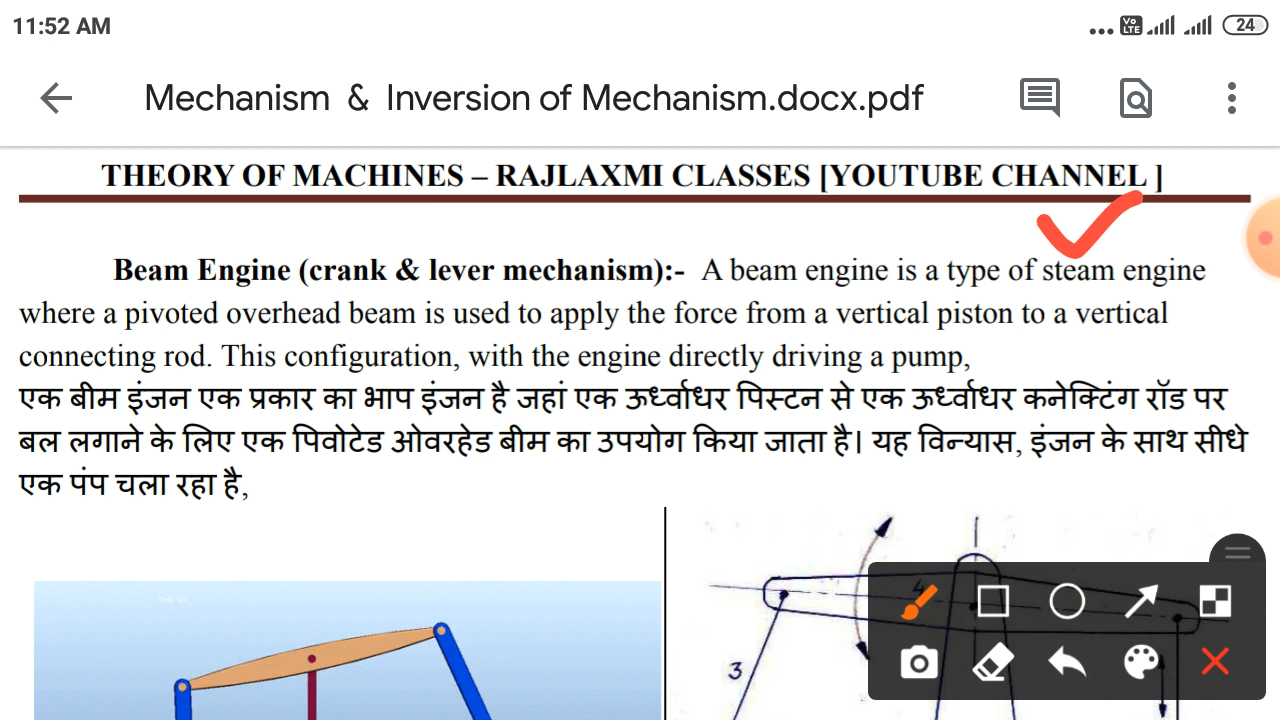 11:52 AM
Vo LTE
24
Mechanism & Inversion of Mechanism.docx.pdf
THEORY OF MACHINES – RAJLAXMI CLASSES [YOUTUBE CHANNEL ]
Beam Engine (crank & lever mechanism):- A beam engine is a type of steam engine
where a pivoted overhead beam is used to apply the force from a vertical piston to a vertical
connecting rod. This configuration, with the engine directly driving a pump,
एक बीम इंजन एक प्रकार का भाप इंजन है जहां एक ऊर्ध्वाधर पिस्टन से एक ऊर्ध्वाधर कनेक्टिंग रॉड पर
बल लगाने के लिए एक पिवोटेड ओवरहेड बीम का उपयोग किया जाता है। यह विन्यास, इंजन के साथ सीधे
एक पंप चला रहा है,
4
3